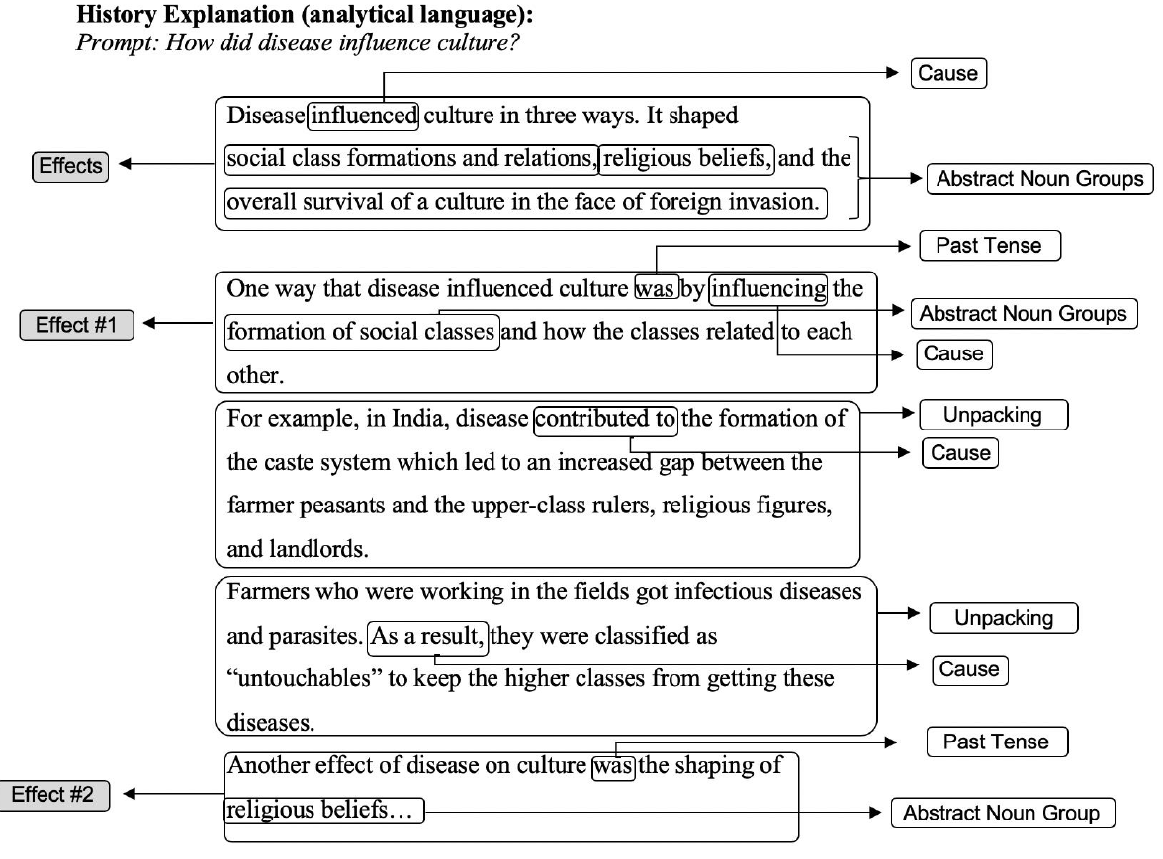 History Explanation (analytical language):
Prompt: How did disease influence culture?
Cause
Disease influenced culture in three ways. It shaped
social class formations and relations, religious beliefs, and the
overall survival of a culture in the face of foreign invasion.
Effects
Abstract Noun Groups
Past Tense
One way that disease influenced culture was by influencing the
formation of social classes and how the classes related to each
other.
Effect #1
Abstract Noun Groups
Cause
For example, in India, disease contributed to the formation of
the caste system which led to an increased gap between the
farmer peasants and the upper-class rulers, religious figures,
and landlords.
Unpacking
Cause
Farmers who were working in the fields got infectious diseases
and parasites. As a result, they were classified as
“untouchables” to keep the higher classes from getting these
diseases.
Unpacking
Cause
Past Tense
Another effect of disease on culture was the shaping of
religious beliefs…
Effect #2
Abstract Noun Group